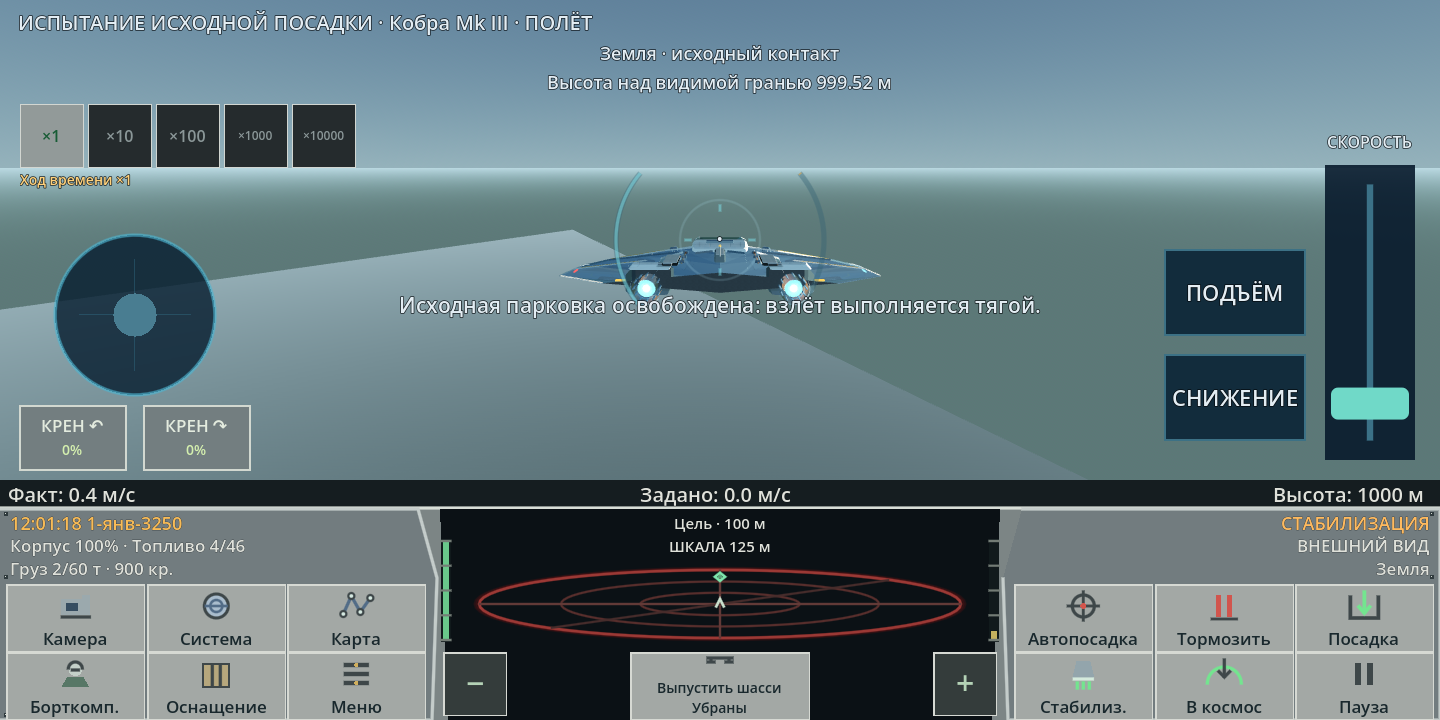 ИСПЫТАНИЕ ИСХОДНОЙ ПОСАДКИ · Кобра Mk III · ПОЛЁТ
Земля · исходный контакт
Высота над видимой гранью 999.52 м
×1
×10
×100
×1000
×10000
Ход времени ×1
СКОРОСТЬ
ПОДЪЁМ
Исходная парковка освобождена: взлёт выполняется тягой.
СНИЖЕНИЕ
КРЕН ↶
0%
КРЕН ↷
0%
Факт: 0.4 м/с
Задано: 0.0 м/с
Высота: 1000 м
12:01:18 1-янв-3250
Корпус 100% · Топливо 4/46
Груз 2/60 т · 900 кр.
Цель · 100 м
ШКАЛА 125 м
СТАБИЛИЗАЦИЯ
ВНЕШНИЙ ВИД
Земля
Камера
Система
Карта
Бортком​п.
Оснащение
Меню
−
Выпустить шасси
Убраны
+
Автопосадка
Тормозить
Посадка
Стабилиз.
В космос
Пауза